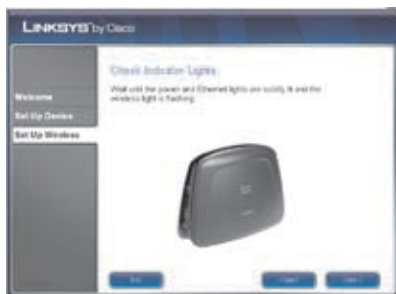 LINKSYS by Cisco
Check Indicator Lights
Wait until the power and Ethernet lights are solidly lit and the
wireless light is flashing.
Welcome
Set Up Device
Set Up Wireless